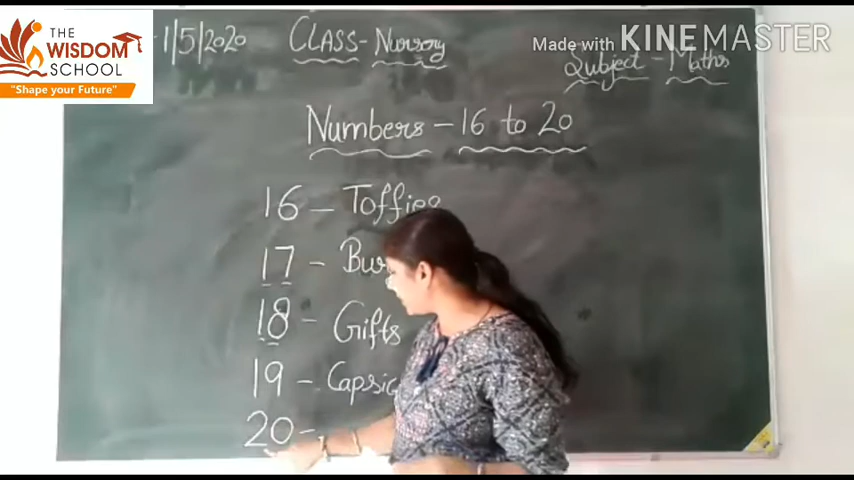 THE
WISDOM
SCHOOL
"Shape your Future"
1/5/2020
CLASS - Nursery
Made with KINEMASTER
Subject - Maths
Numbers - 16 to 20
16 - Toffies
17 -
18 - Gifts
19 -
20 -